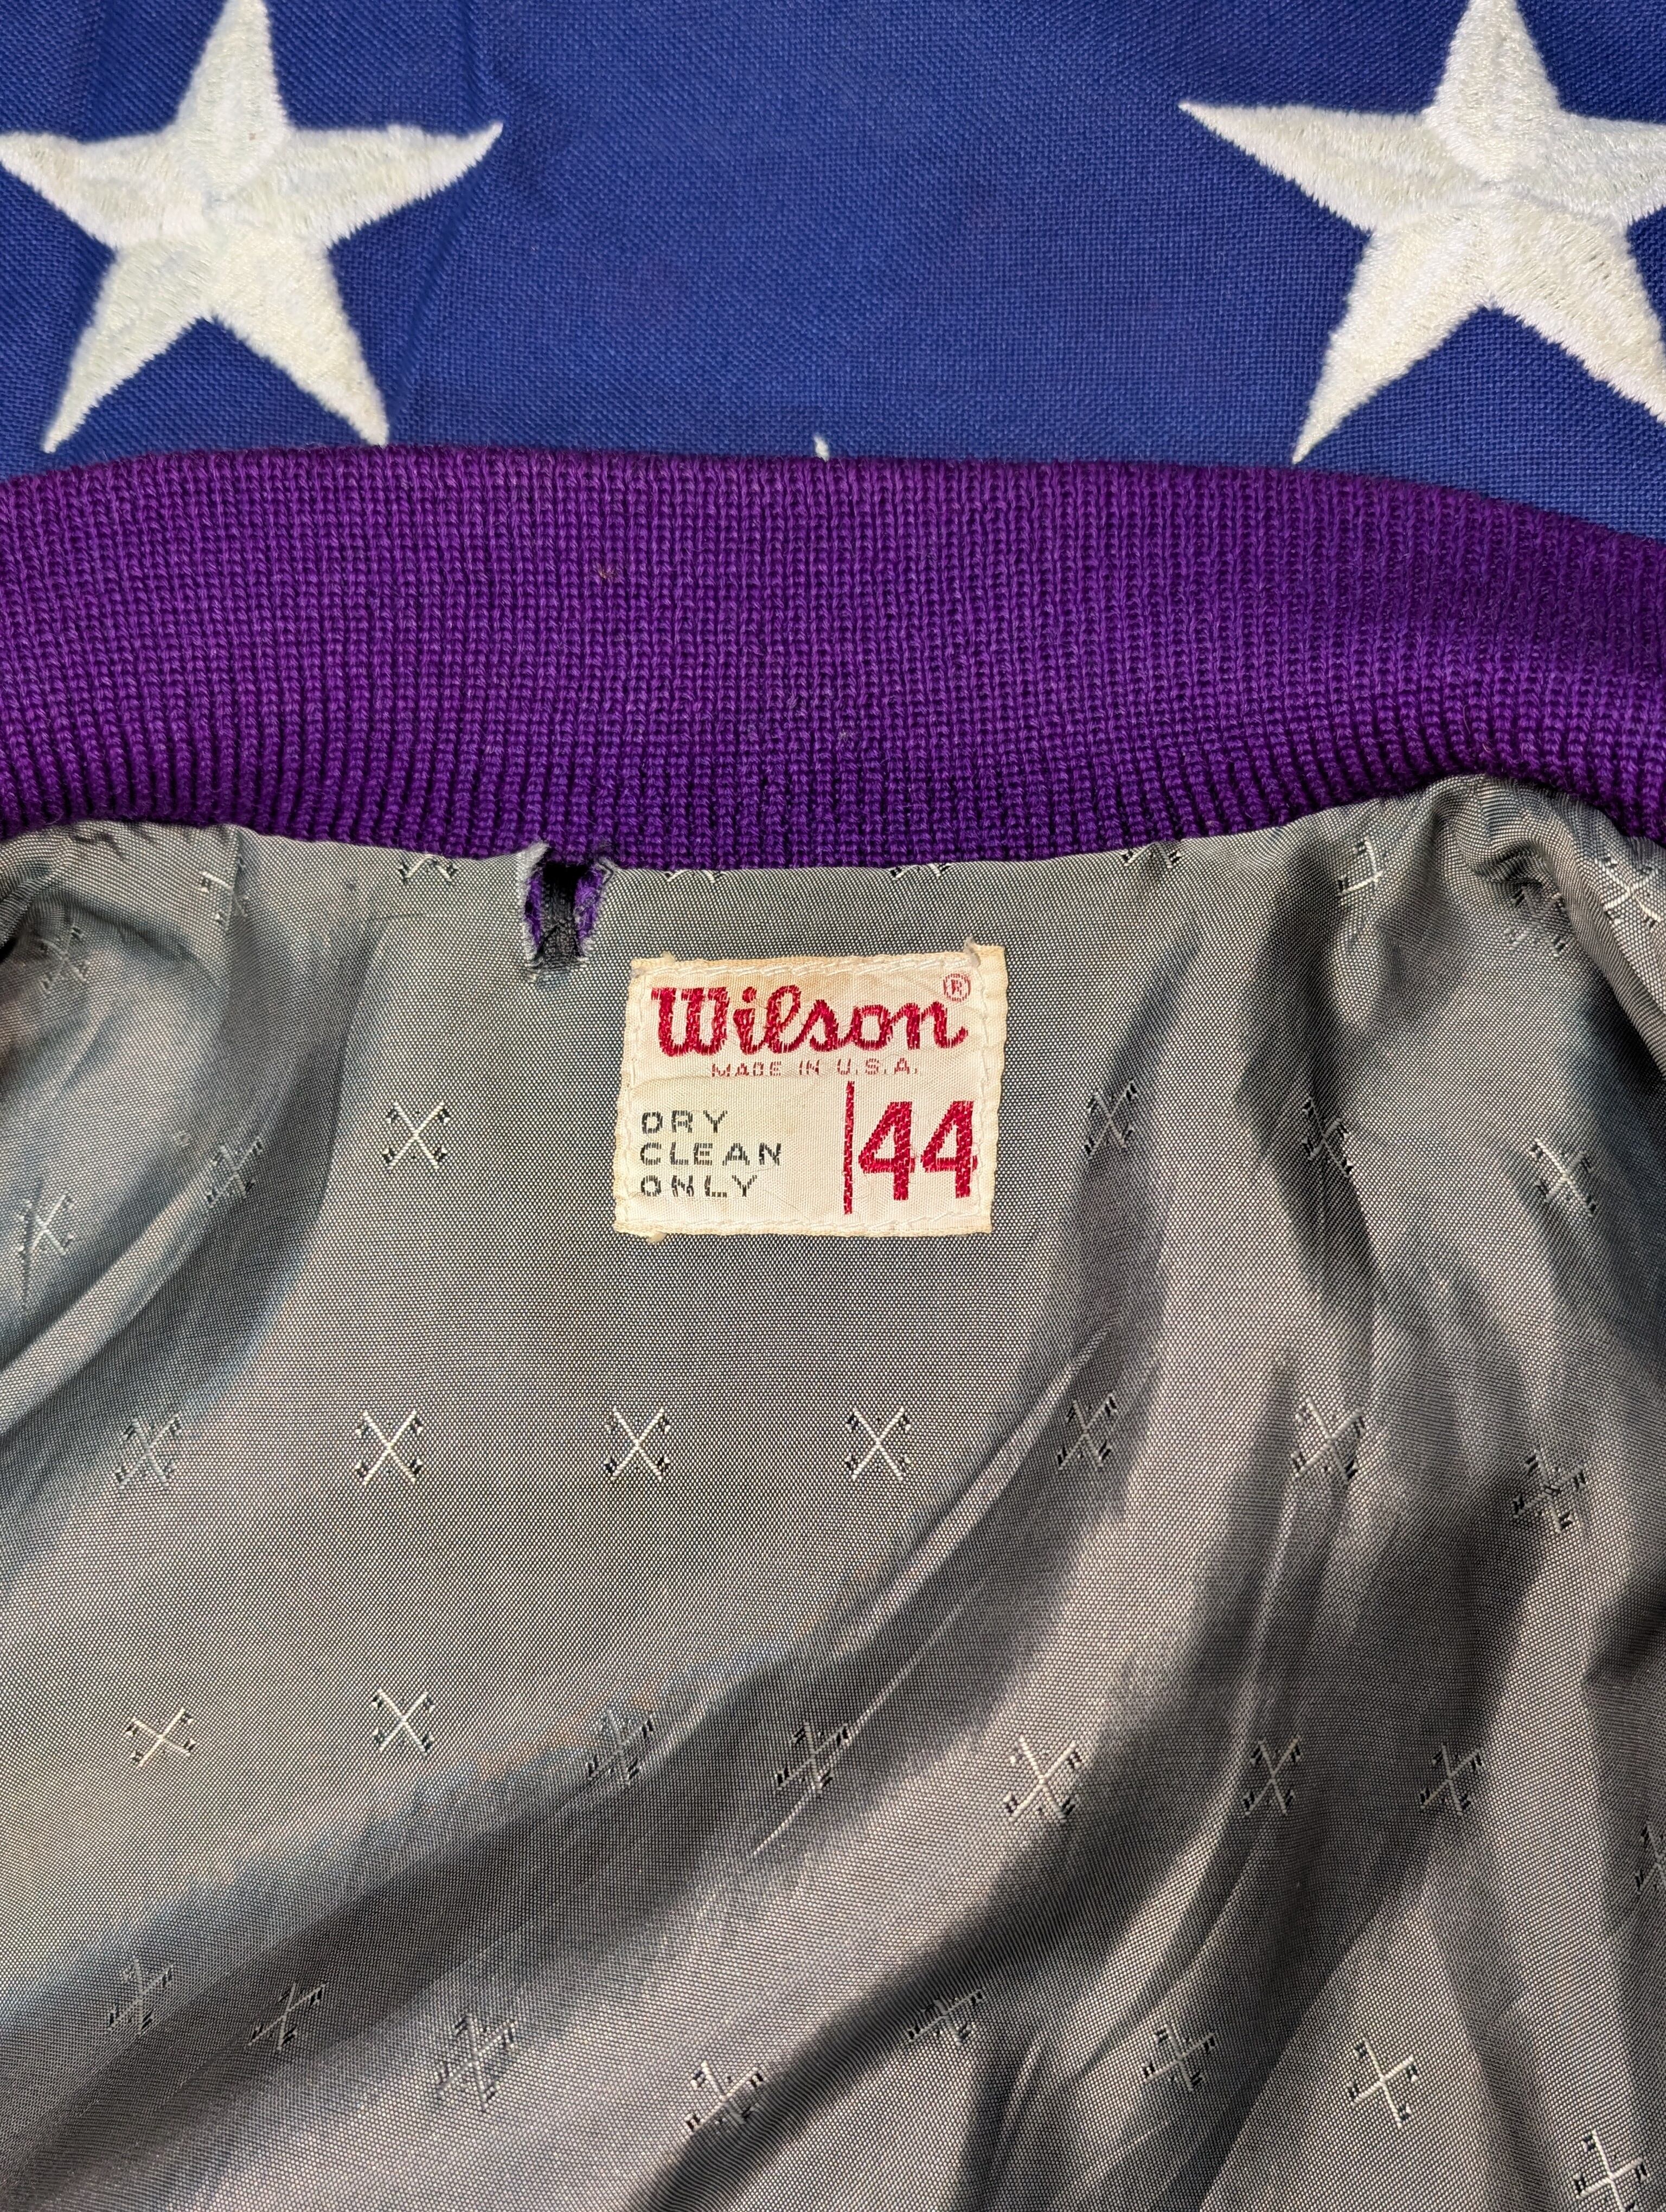 Wilson®
MADE IN U.S.A.
DRY
CLEAN
ONLY
44